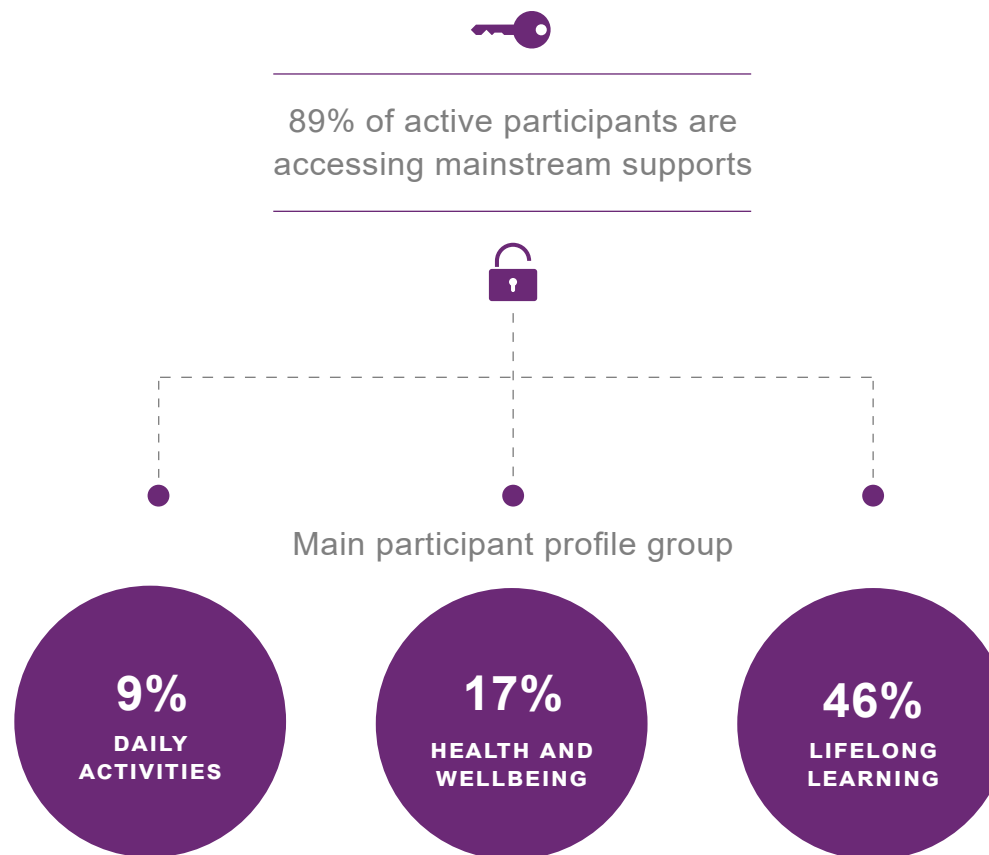 89% of active participants are
accessing mainstream supports
Main participant profile group
9%
DAILY
ACTIVITIES
17%
HEALTH AND
WELLBEING
46%
LIFELONG
LEARNING